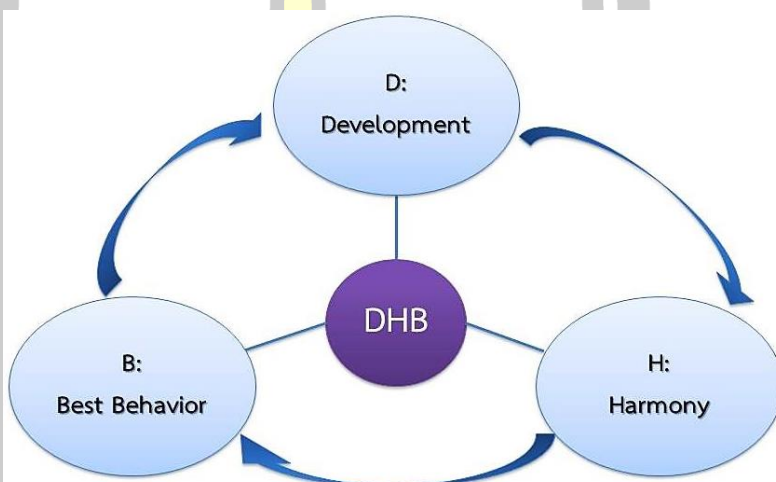 D:
Development
DHB
B:
Best Behavior
H:
Harmony